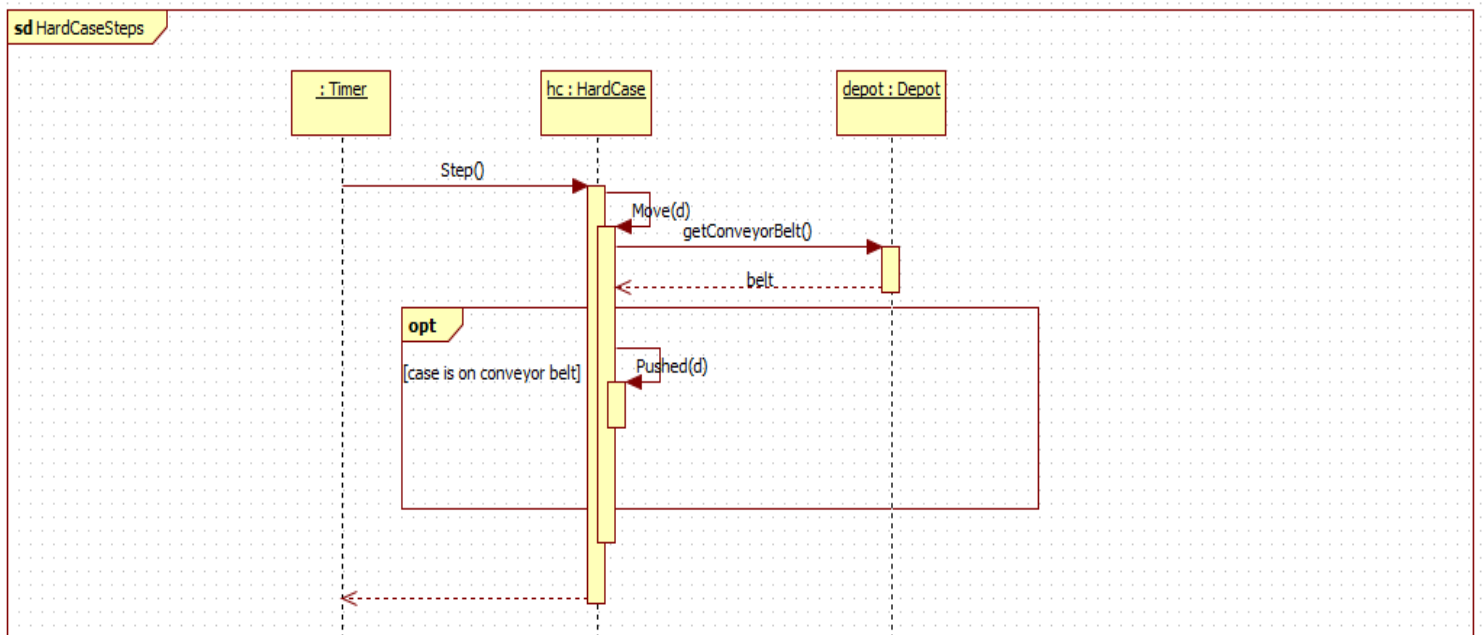 sd HardCaseSteps
: Timer
hc : HardCase
depot : Depot
Step()
Move(d)
getConveyorBelt()
belt
opt
Pushed(d)
[case is on conveyor belt]